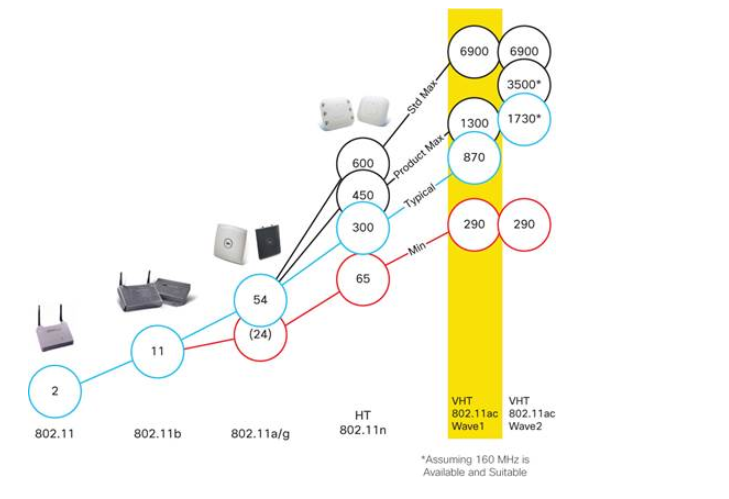 6900
6900
3500*
Std Max
1300
1730*
Product Max
600
870
450
Typical
300
290
290
Min
65
54
(24)
11
2
802.11
802.11b
802.11a/g
HT
802.11n
VHT
802.11ac
Wave1
VHT
802.11ac
Wave2
*Assuming 160 MHz is
Available and Suitable